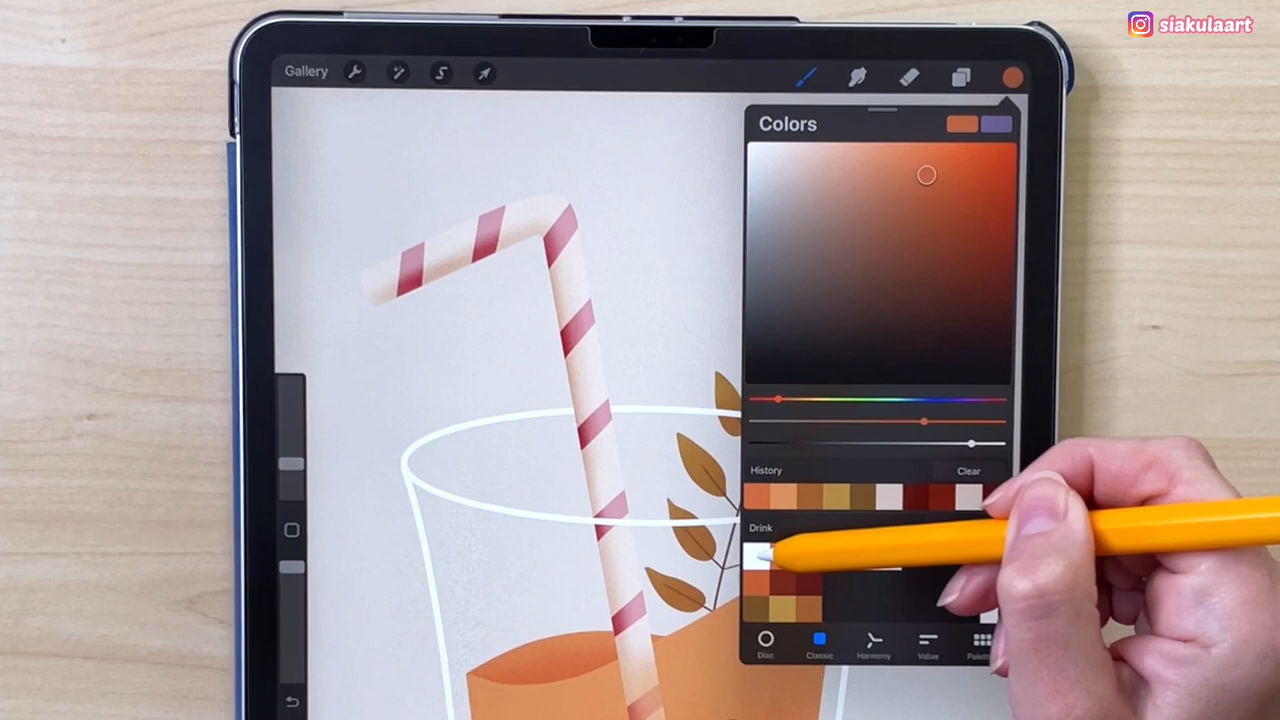 siakulaart
Gallery
Colors
History
Clear
Drink
Disc
Classic
Harmony
Value